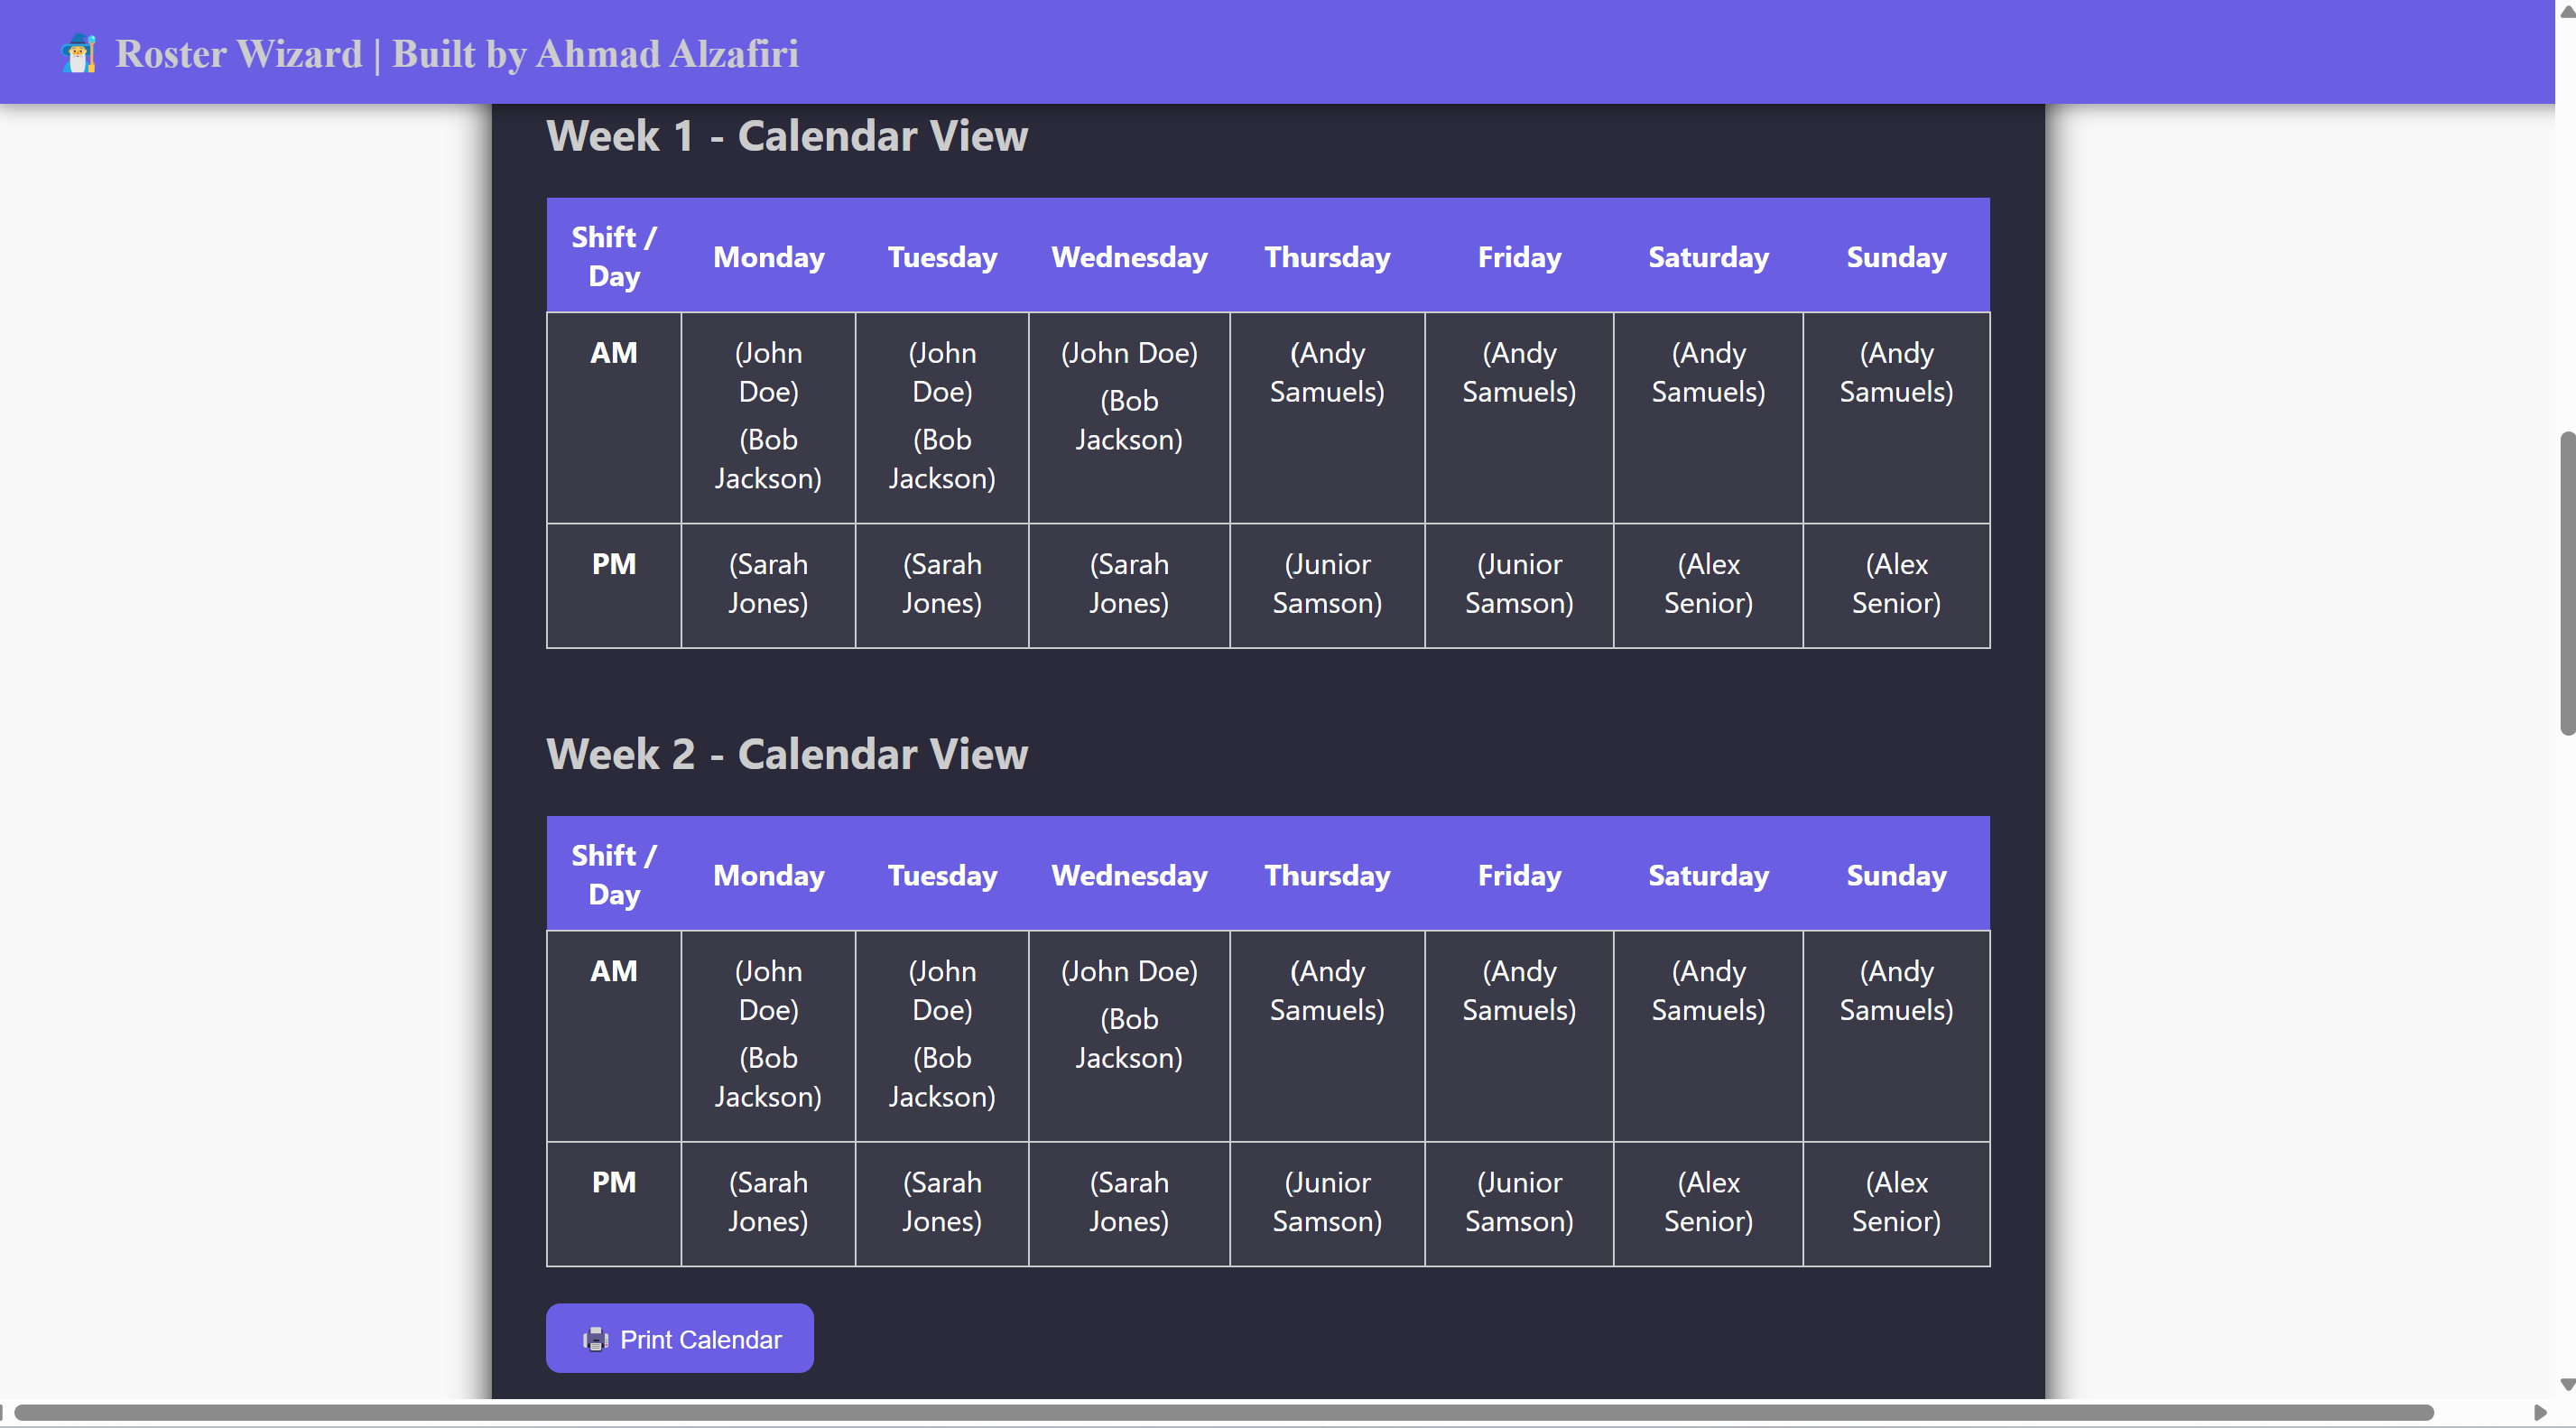 Roster Wizard | Built by Ahmad Alzafiri
Week 1 - Calendar View
Shift / Day Monday Tuesday Wednesday Thursday Friday Saturday Sunday
AM (John Doe) (Bob Jackson) (John Doe) (Bob Jackson) (John Doe) (Bob Jackson) (Andy Samuels) (Andy Samuels) (Andy Samuels) (Andy Samuels)
PM (Sarah Jones) (Sarah Jones) (Sarah Jones) (Junior Samson) (Junior Samson) (Alex Senior) (Alex Senior)
Week 2 - Calendar View
Shift / Day Monday Tuesday Wednesday Thursday Friday Saturday Sunday
AM (John Doe) (Bob Jackson) (John Doe) (Bob Jackson) (John Doe) (Bob Jackson) (Andy Samuels) (Andy Samuels) (Andy Samuels) (Andy Samuels)
PM (Sarah Jones) (Sarah Jones) (Sarah Jones) (Junior Samson) (Junior Samson) (Alex Senior) (Alex Senior)
Print Calendar